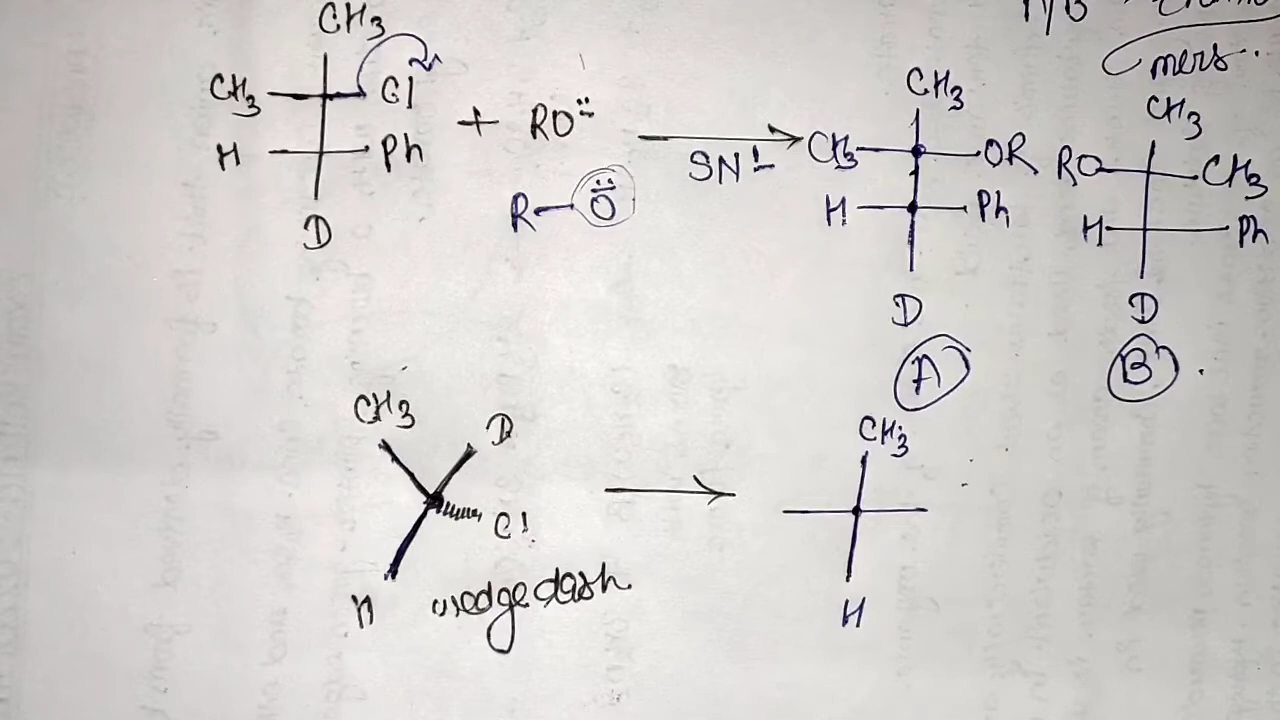 CH3
CH3 Cl + RO
H Ph
D
R–O
SN1
CH3
CH3 OR
H Ph
D
A
mers.
CH3
RO CH3
H Ph
D
B
CH3 D
Cl
H wedge dash
CH3
H